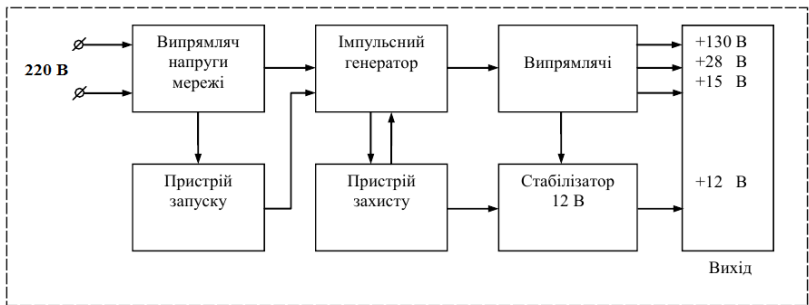 220 В
Випрямляч
напруги
мережі
Імпульсний
генератор
Випрямлячі
+130 В
+28 В
+15 В
Пристрій
запуску
Пристрій
захисту
Стабілізатор
12 В
+12 В
Вихід